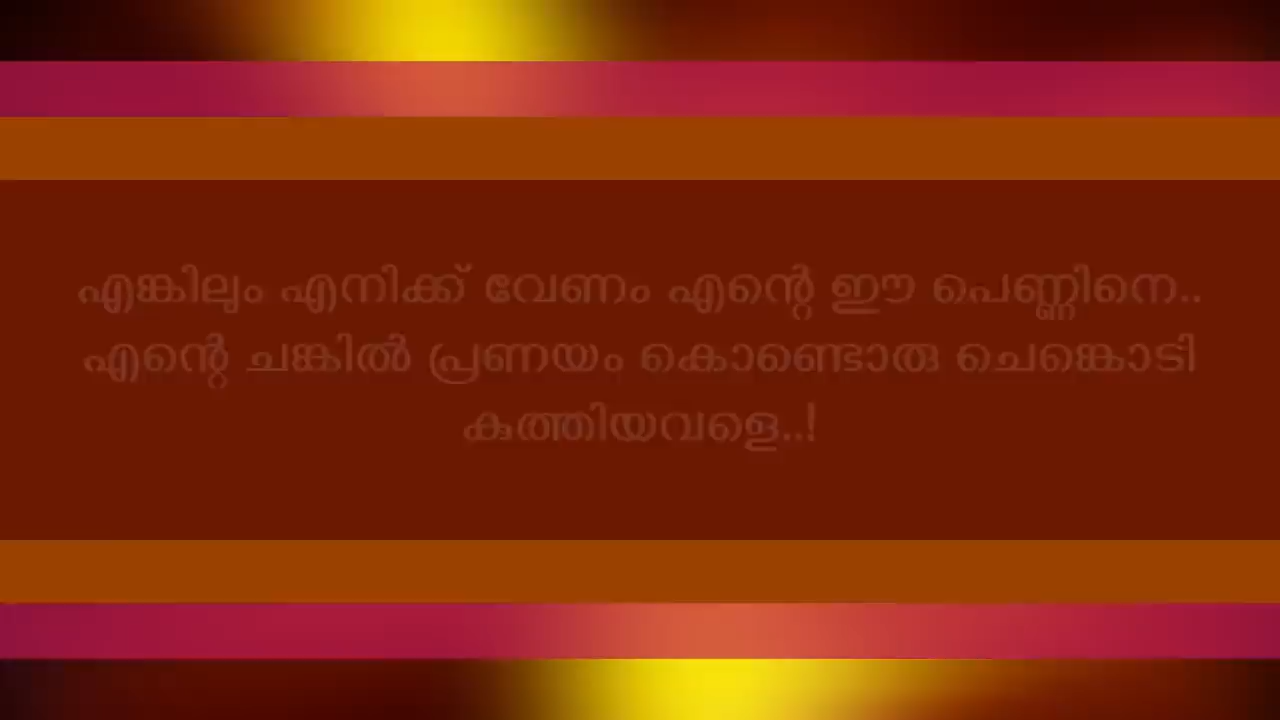 എങ്കിലും എനിക്ക് വേണം എന്റെ ഈ പെണ്ണിനെ..
എന്റെ ചങ്കിൽ പ്രണയം കൊണ്ടൊരു ചെങ്കൊടി
കുത്തിയവളെ..!